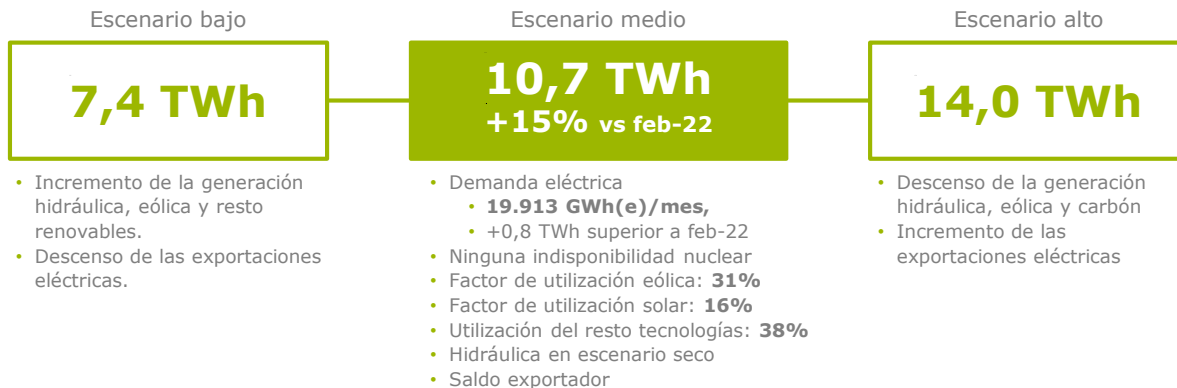 Escenario bajo
7,4 TWh
• Incremento de la generación
hidráulica, eólica y resto
renovables.
• Descenso de las exportaciones
eléctricas.
Escenario medio
10,7 TWh
+15% vs feb-22
• Demanda eléctrica
• 19.913 GWh(e)/mes,
• +0,8 TWh superior a feb-22
• Ninguna indisponibilidad nuclear
• Factor de utilización eólica: 31%
• Factor de utilización solar: 16%
• Utilización del resto tecnologías: 38%
• Hidráulica en escenario seco
• Saldo exportador
Escenario alto
14,0 TWh
• Descenso de la generación
hidráulica, eólica y carbón
• Incremento de las
exportaciones eléctricas